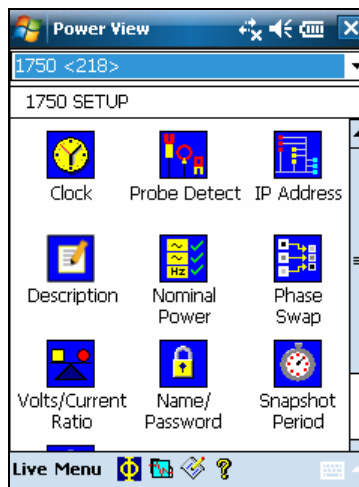 Power View
1750 <218>
1750 SETUP
Clock
Probe Detect
IP Address
Description
Nominal
Power
Phase
Swap
Volts/Current
Ratio
Name/
Password
Snapshot
Period
Live Menu